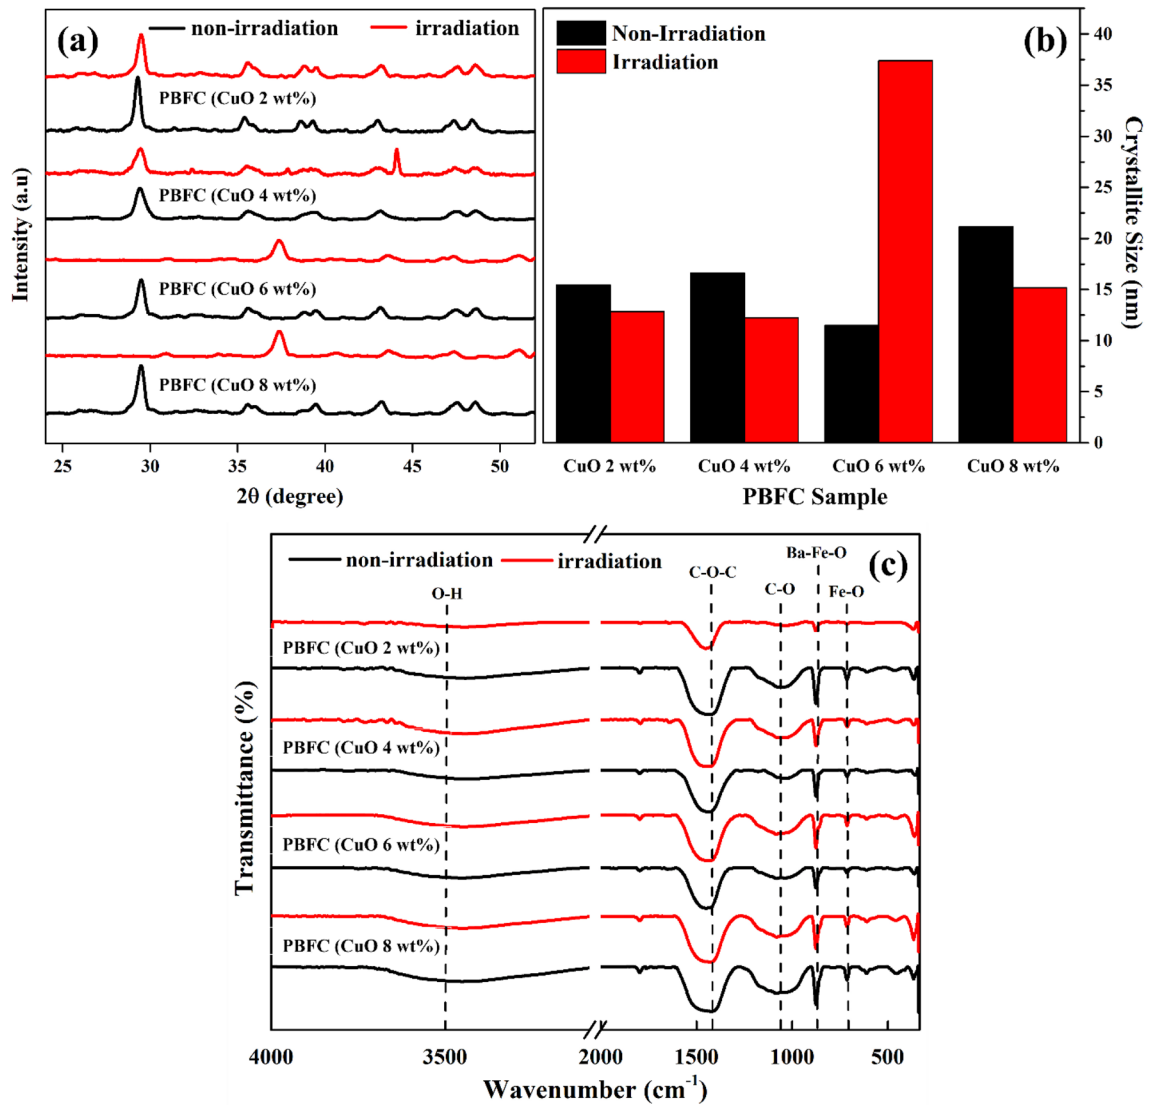 (a)
non-irradiation
irradiation
PBFC (CuO 2 wt%)
PBFC (CuO 4 wt%)
PBFC (CuO 6 wt%)
PBFC (CuO 8 wt%)
Intensity (a.u)
25 30 35 40 45 50
2θ (degree)
Non-Irradiation
Irradiation
(b)
40
35
30
25
20
15
10
5
0
Crystallite Size (nm)
CuO 2 wt% CuO 4 wt% CuO 6 wt% CuO 8 wt%
PBFC Sample
non-irradiation
irradiation
(c)
O-H
C-O-C
C-O
Ba-Fe-O
Fe-O
PBFC (CuO 2 wt%)
PBFC (CuO 4 wt%)
PBFC (CuO 6 wt%)
PBFC (CuO 8 wt%)
Transmittance (%)
4000 3500 2000 1500 1000 500
Wavenumber (cm⁻¹)